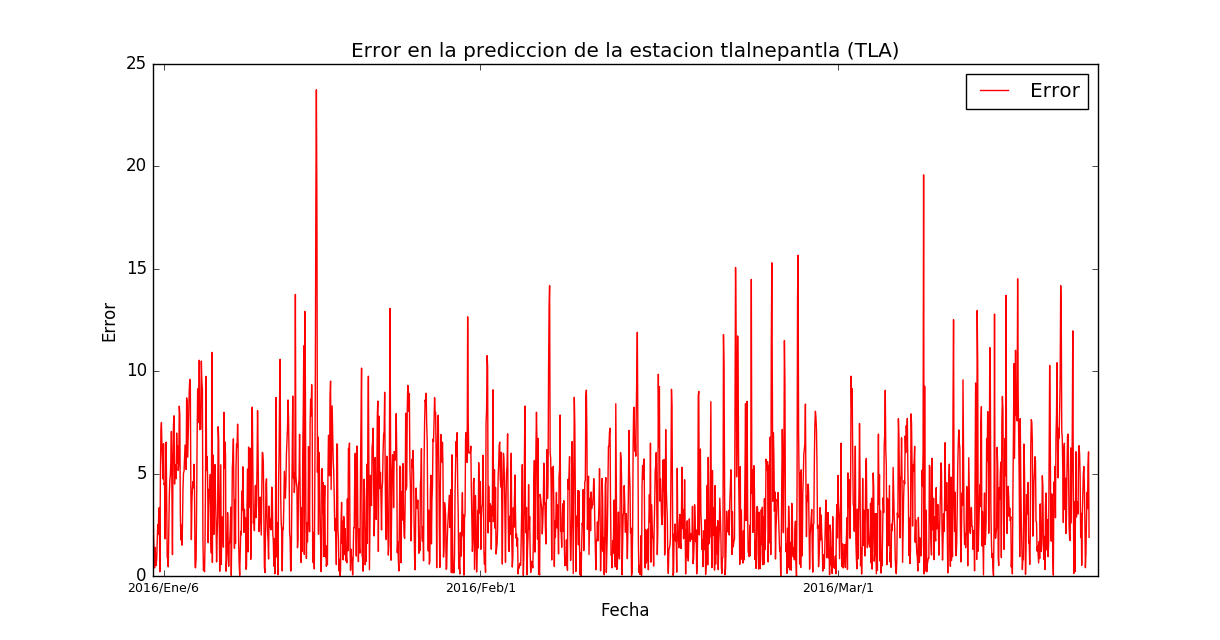 Error en la prediccion de la estacion tlalnepantla (TLA)
25
20
15
10
5
0
Error
Error
2016/Ene/6
2016/Feb/1
2016/Mar/1
Fecha